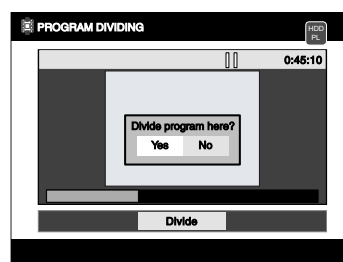 PROGRAM DIVIDING
HDD
PL
0:45:10
Divide program here?
Yes No
Divide